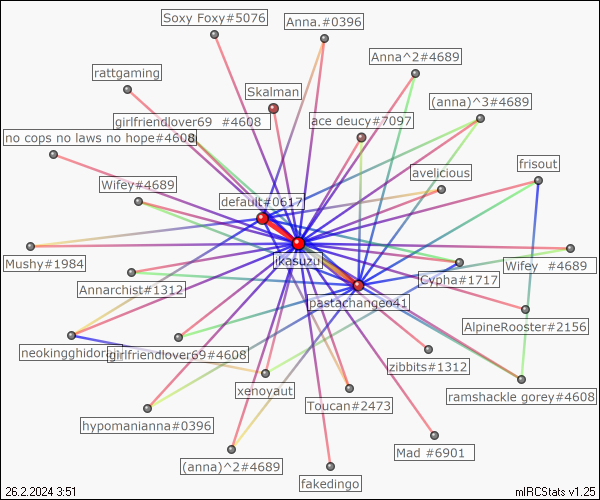 Soxy Foxy#5076
Anna.#0396
Anna^2#4689
rattgaming
Skalman
(anna)^3#4689
girlfriendlover69 #4608
ace deucy#7097
no cops no laws no hope#4608
frisout
avelicious
Wifey#4689
default#0617
Mushy#1984
ikasuzu
Cypha#1717
Wifey #4689
Annarchist#1312
pastachangeo41
AlpineRooster#2156
neokingghidora
girlfriendlover69#4608
zibbits#1312
xenoyaut
ramshackle gorey#4608
Toucan#2473
hypomanianna#0396
Mad #6901
(anna)^2#4689
fakedingo
26.2.2024 3:51
mIRCStats v1.25